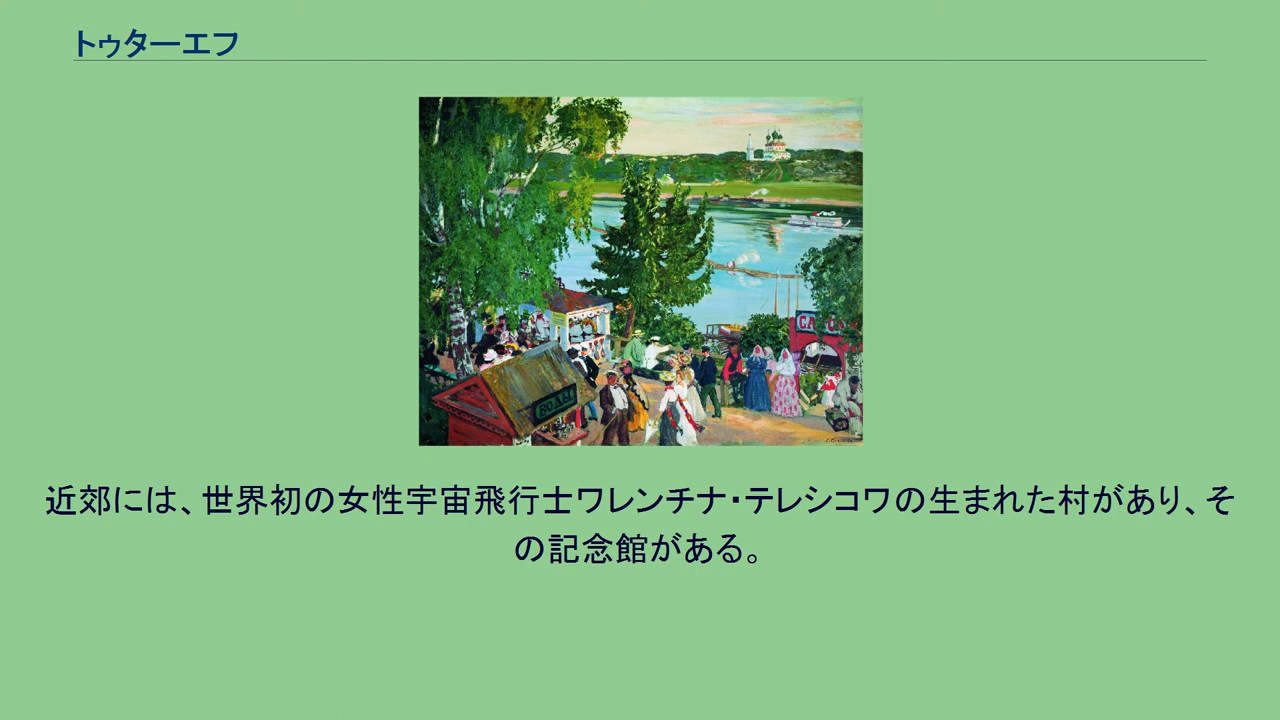 トゥターエフ
ВОДЫ
近郊には、世界初の女性宇宙飛行士ワレンチナ・テレシコワの生まれた村があり、そ
の記念館がある。